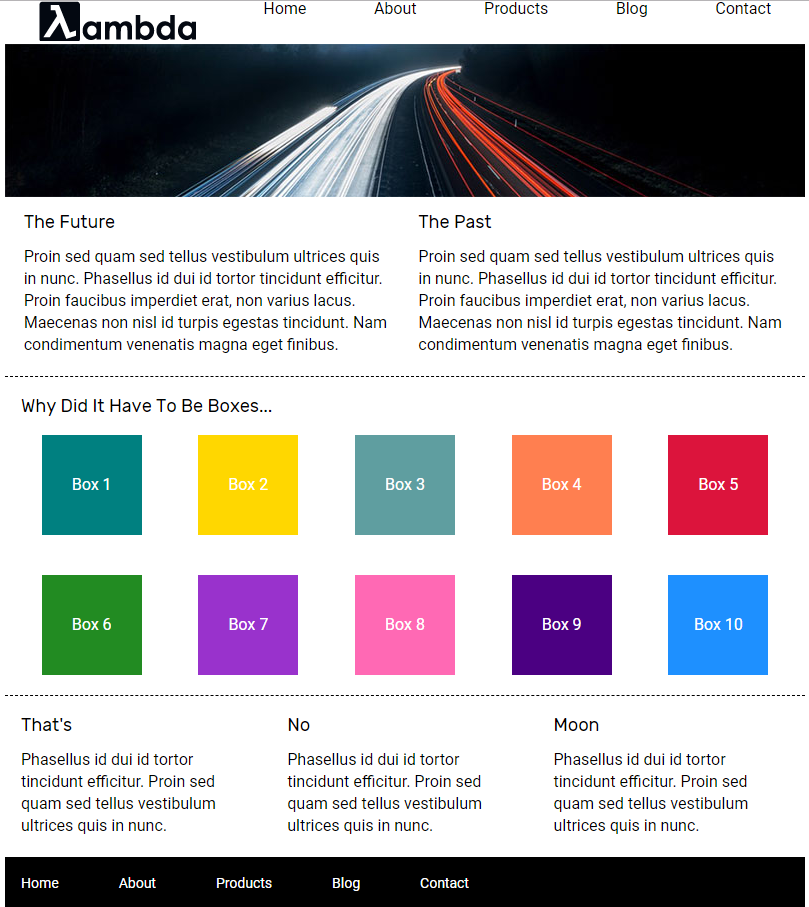 λambda
Home About Products Blog Contact
The Future
Proin sed quam sed tellus vestibulum ultrices quis
in nunc. Phasellus id dui id tortor tincidunt efficitur.
Proin faucibus imperdiet erat, non varius lacus.
Maecenas non nisl id turpis egestas tincidunt. Nam
condimentum venenatis magna eget finibus.
The Past
Proin sed quam sed tellus vestibulum ultrices quis
in nunc. Phasellus id dui id tortor tincidunt efficitur.
Proin faucibus imperdiet erat, non varius lacus.
Maecenas non nisl id turpis egestas tincidunt. Nam
condimentum venenatis magna eget finibus.
Why Did It Have To Be Boxes...
Box 1 Box 2 Box 3 Box 4 Box 5
Box 6 Box 7 Box 8 Box 9 Box 10
That's
Phasellus id dui id tortor
tincidunt efficitur. Proin sed
quam sed tellus vestibulum
ultrices quis in nunc.
No
Phasellus id dui id tortor
tincidunt efficitur. Proin sed
quam sed tellus vestibulum
ultrices quis in nunc.
Moon
Phasellus id dui id tortor
tincidunt efficitur. Proin sed
quam sed tellus vestibulum
ultrices quis in nunc.
Home About Products Blog Contact